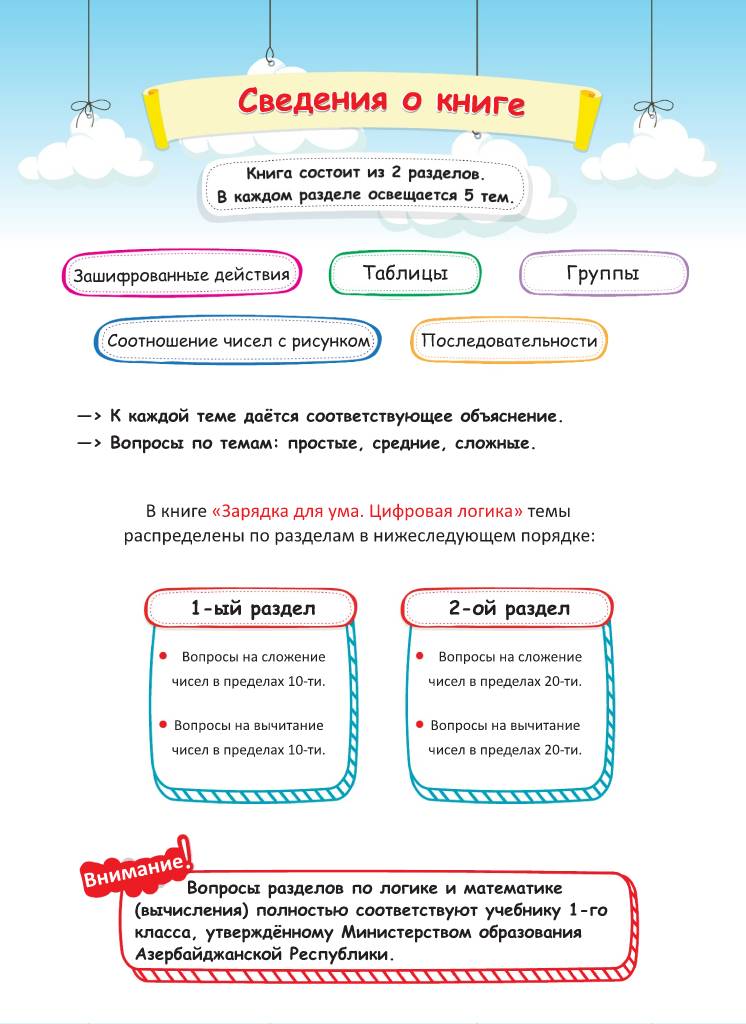 Сведения о книге
Книга состоит из 2 разделов.
В каждом разделе освещается 5 тем.
Зашифрованные действия
Таблицы
Группы
Соотношение чисел с рисунком
Последовательности
—> К каждой теме даётся соответствующее объяснение.
—> Вопросы по темам: простые, средние, сложные.
В книге «Зарядка для ума. Цифровая логика» темы
распределены по разделам в нижеследующем порядке:
1-ый раздел
• Вопросы на сложение
чисел в пределах 10-ти.
• Вопросы на вычитание
чисел в пределах 10-ти.
2-ой раздел
• Вопросы на сложение
чисел в пределах 20-ти.
• Вопросы на вычитание
чисел в пределах 20-ти.
Внимание!
Вопросы разделов по логике и математике
(вычисления) полностью соответствуют учебнику 1-го
класса, утверждённому Министерством образования
Азербайджанской Республики.